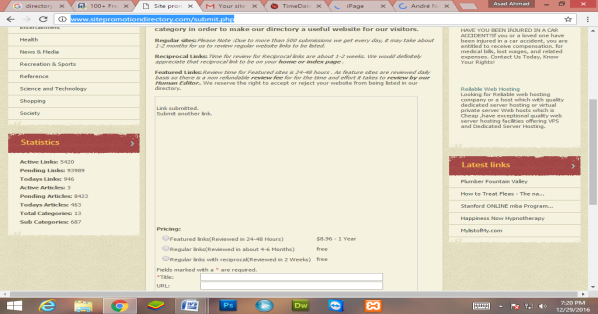 directory
100+ Pr
Site pro
Your site
TimeDoc
iPage
André R
Asad Ahmad
www.sitepromotiondirectory.com/submit.php
Entertainment
Health
News & Media
Recreation & Sports
Reference
Science and Technology
Shopping
Society
Statistics
Active Links: 5420
Pending Links: 93989
Todays Links: 946
Active Articles: 3
Pending Articles: 8423
Todays Articles: 463
Total Categories: 13
Sub Categories: 687
category in order to make our directory a useful website for our visitors.
Regular sites:Please Note :Due to more than 500 submissions we get every day, it may take about
1-2 months for us to review regular website links to be listed.
Reciprocal Links: Time for review for Reciprocal links are about 1-2 weeks. We would definitely
appreciate that reciprocal link to be on your home or index page .
Featured Links:Review time for Featured sites is 24-48 hours . As feature sites are reviewed daily
basis so there is a non refundable review fee for the time and effort it takes to review by our
Human Editor.. We reserve the right to accept or reject your website from being listed in our
directory.
Link submitted.
Submit another link.
Pricing:
Featured links(Reviewed in 24-48 Hours) $8.96 - 1 Year
Regular links(Reviewed in about 4-6 Months) free
Regular links with reciprocal(Reviewed in 2 Weeks) free
Fields marked with a * are required.
*Title:
URL:
HAVE YOU BEEN INJURED IN A CAR
ACCIDENT?If you or a loved one have
been injured in a car accident, you are
entitled to receive compensation. for
medical bills, lost wages, and related
expenses. Contact Us Today, Know
Your Rights!
Reliable Web Hosting
Looking for Reliable web hosting
company or a host which with quality
dedicated server hosting or virtual
private server Web hosts which is
Cheap ,have exceptional quality web
server hosting facilities offering VPS
and Dedicated Server Hosting.
Latest links
Plumber Fountain Valley
How to Treat Fleas - The na...
Stanford ONLINE mba Program...
Happiness Now Hypnotherapy
MylistofMy.com
Ps
Dw
7:20 PM
12/29/2016